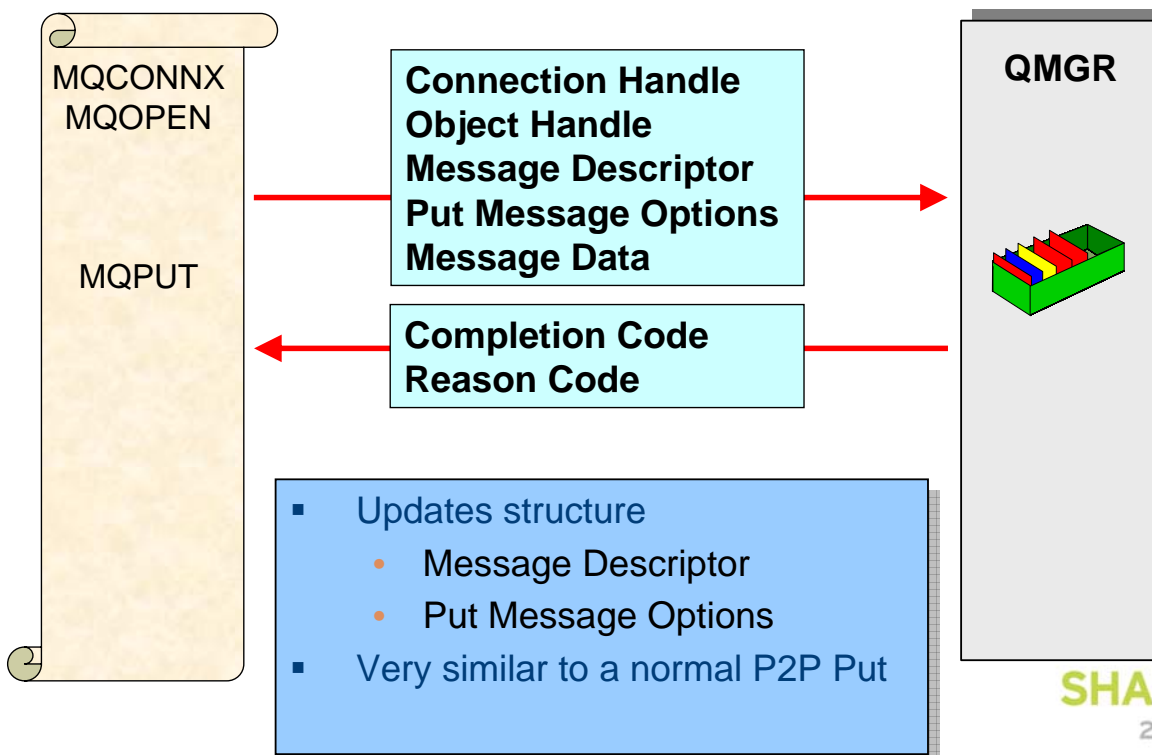 MQCONNX
MQOPEN
MQPUT
Connection Handle
Object Handle
Message Descriptor
Put Message Options
Message Data
Completion Code
Reason Code
QMGR
▪ Updates structure
• Message Descriptor
• Put Message Options
▪ Very similar to a normal P2P Put
SHA
2